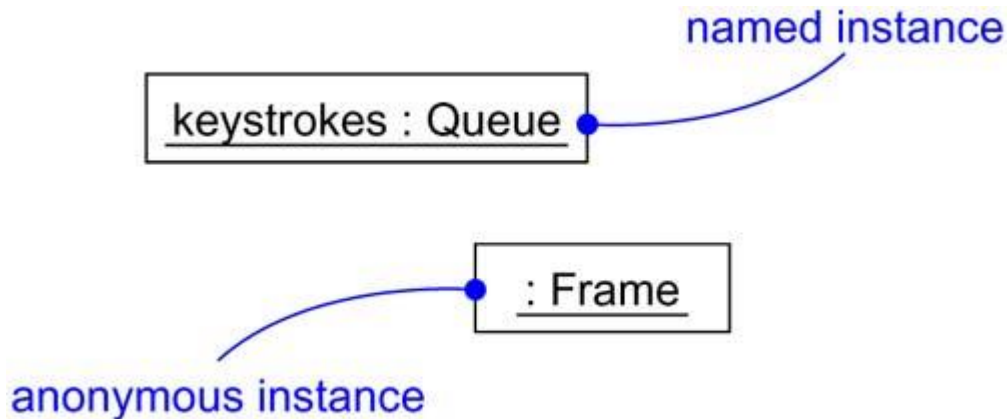 named instance
keystrokes : Queue
: Frame
anonymous instance